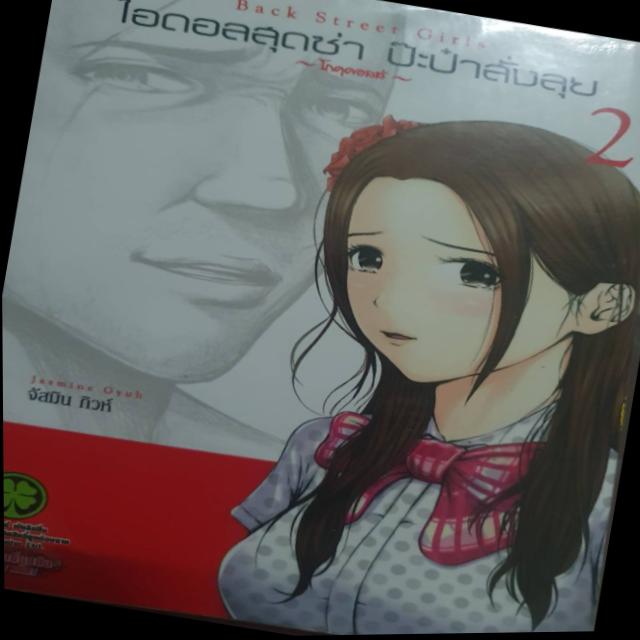 Back Street Girls
ไอดอลสุดซ่า ป๊ะป๋าสั่งลุย
~ โกคุดอลส์ ~
2
Jasmine Gyuh
จัสมิน กิวห์